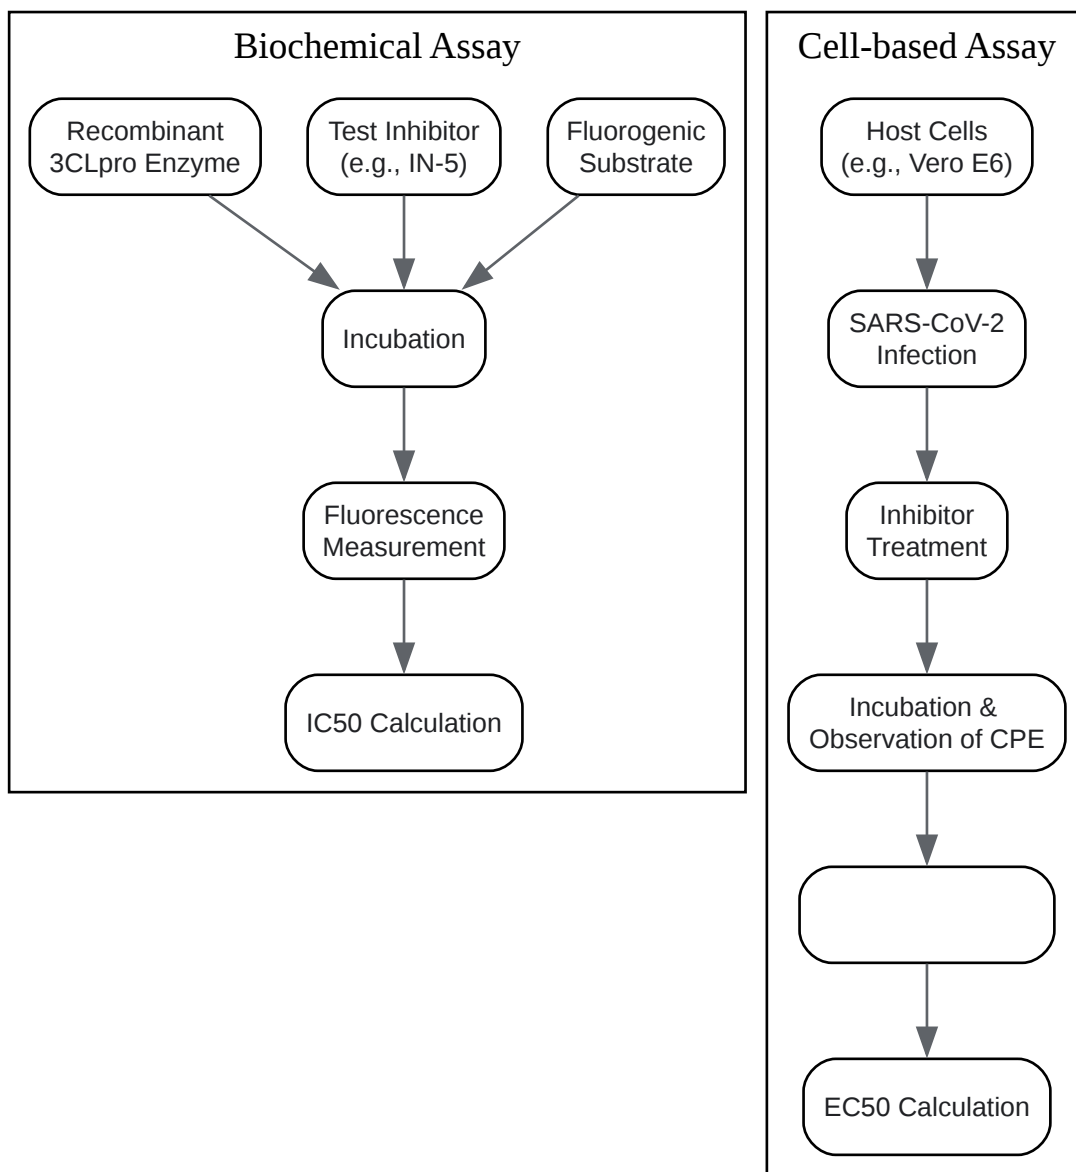 Biochemical Assay
Recombinant
3CLpro Enzyme
Test Inhibitor
(e.g., IN-5)
Fluorogenic
Substrate
Incubation
Fluorescence
Measurement
IC50 Calculation
Cell-based Assay
Host Cells
(e.g., Vero E6)
SARS-CoV-2
Infection
Inhibitor
Treatment
Incubation &
Observation of CPE
EC50 Calculation